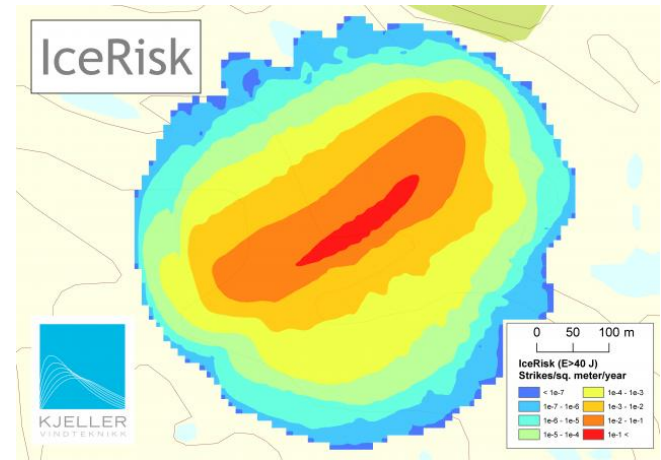 IceRisk
KJELLER
VINDTEKNIKK
0 50 100 m
IceRisk (E>40 J)
Strikes/sq. meter/year
< 1e-7
1e-7 - 1e-6
1e-6 - 1e-5
1e-5 - 1e-4
1e-4 - 1e-3
1e-3 - 1e-2
1e-2 - 1e-1
1e-1 <